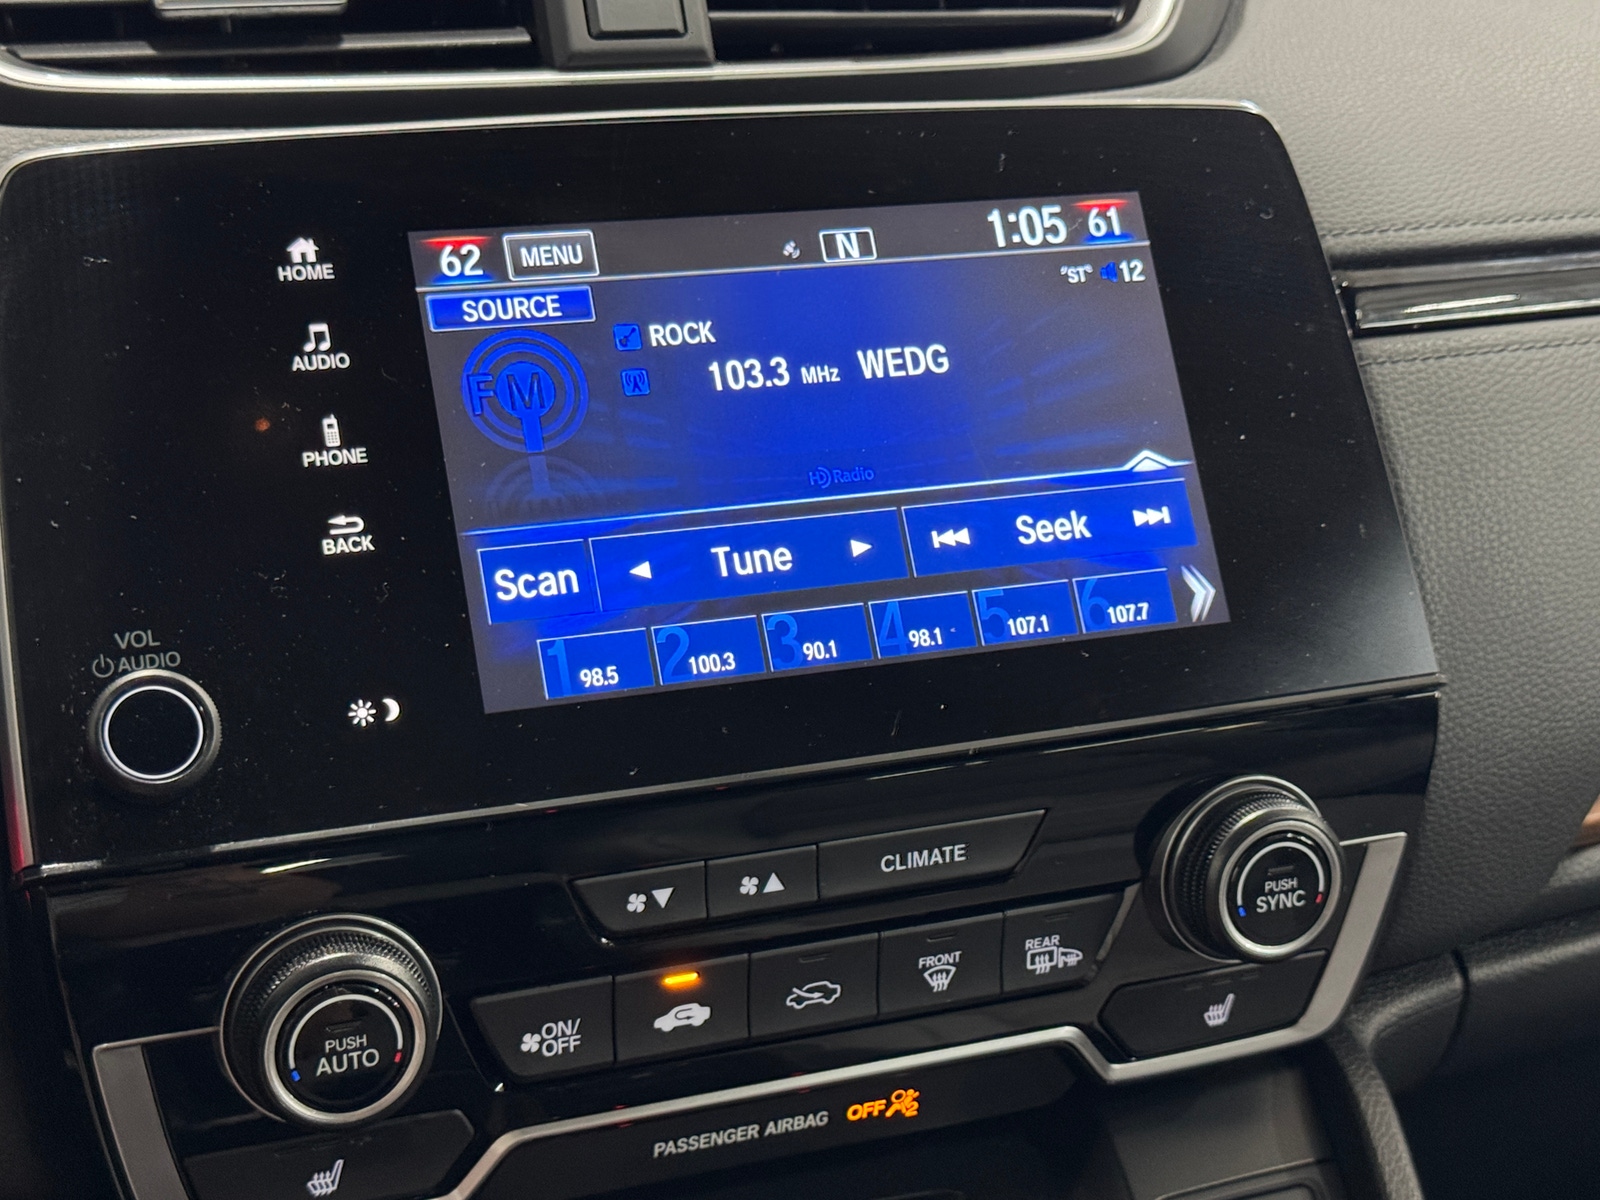 62 MENU N 1:05 61
SOURCE "ST" 12
ROCK
FM 103.3 MHz WEDG
HD Radio
Scan Tune Seek
1 98.5 2 100.3 3 90.1 4 98.1 5 107.1 6 107.7
HOME
AUDIO
PHONE
BACK
VOL
AUDIO
CLIMATE
PUSH
SYNC
PUSH
AUTO
ON/
OFF
FRONT
REAR
PASSENGER AIRBAG OFF 2